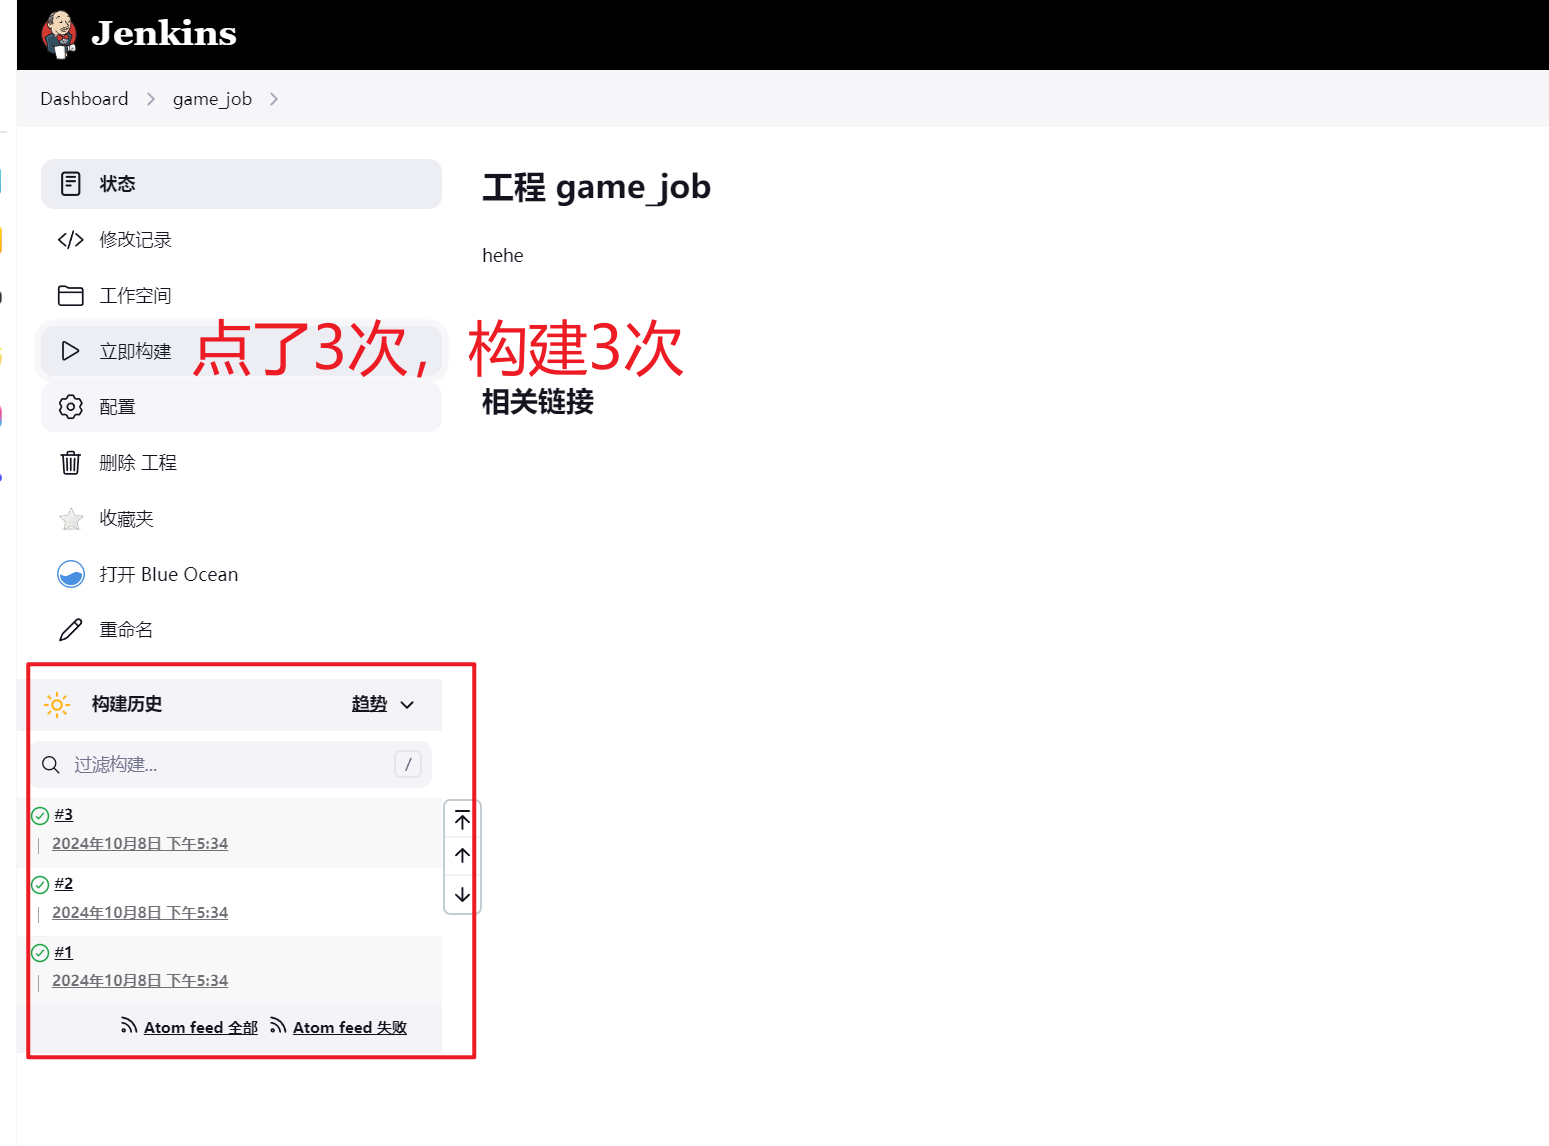 Jenkins
Dashboard
game_job
状态
修改记录
工作空间
立即构建
配置
删除 工程
收藏夹
打开 Blue Ocean
重命名
工程 game_job
hehe
点了3次，构建3次
相关链接
构建历史
趋势
过滤构建...
/
#3
2024年10月8日 下午5:34
#2
2024年10月8日 下午5:34
#1
2024年10月8日 下午5:34
Atom feed 全部
Atom feed 失败